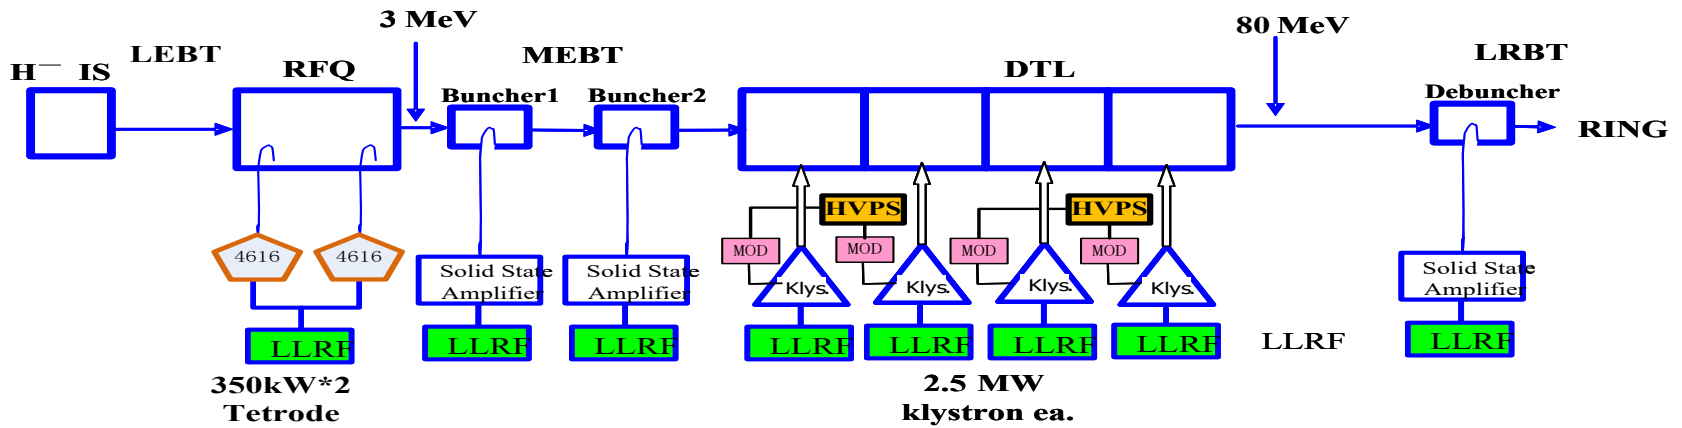 3 MeV
80 MeV
LEBT
MEBT
LRBT
H— IS
RFQ
DTL
Buncher1
Buncher2
Debuncher
RING
HVPS
HVPS
MOD
MOD
MOD
MOD
4616
4616
Solid State
Amplifier
Solid State
Amplifier
Klys.
Klys.
Klys.
Klys.
Solid State
Amplifier
LLRF
LLRF
LLRF
LLRF
LLRF
LLRF
LLRF
LLRF
LLRF
350kW*2
Tetrode
2.5 MW
klystron ea.